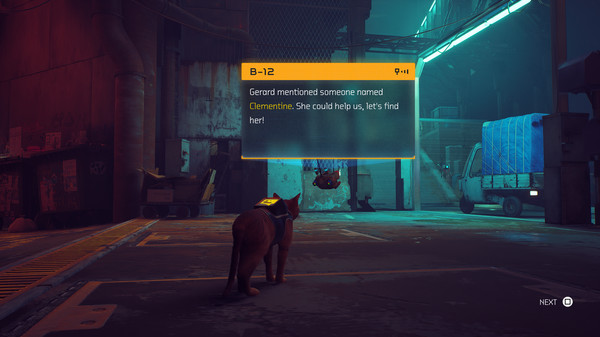 B-12
Gerard mentioned someone named
Clementine. She could help us, let's find
her!
NEXT